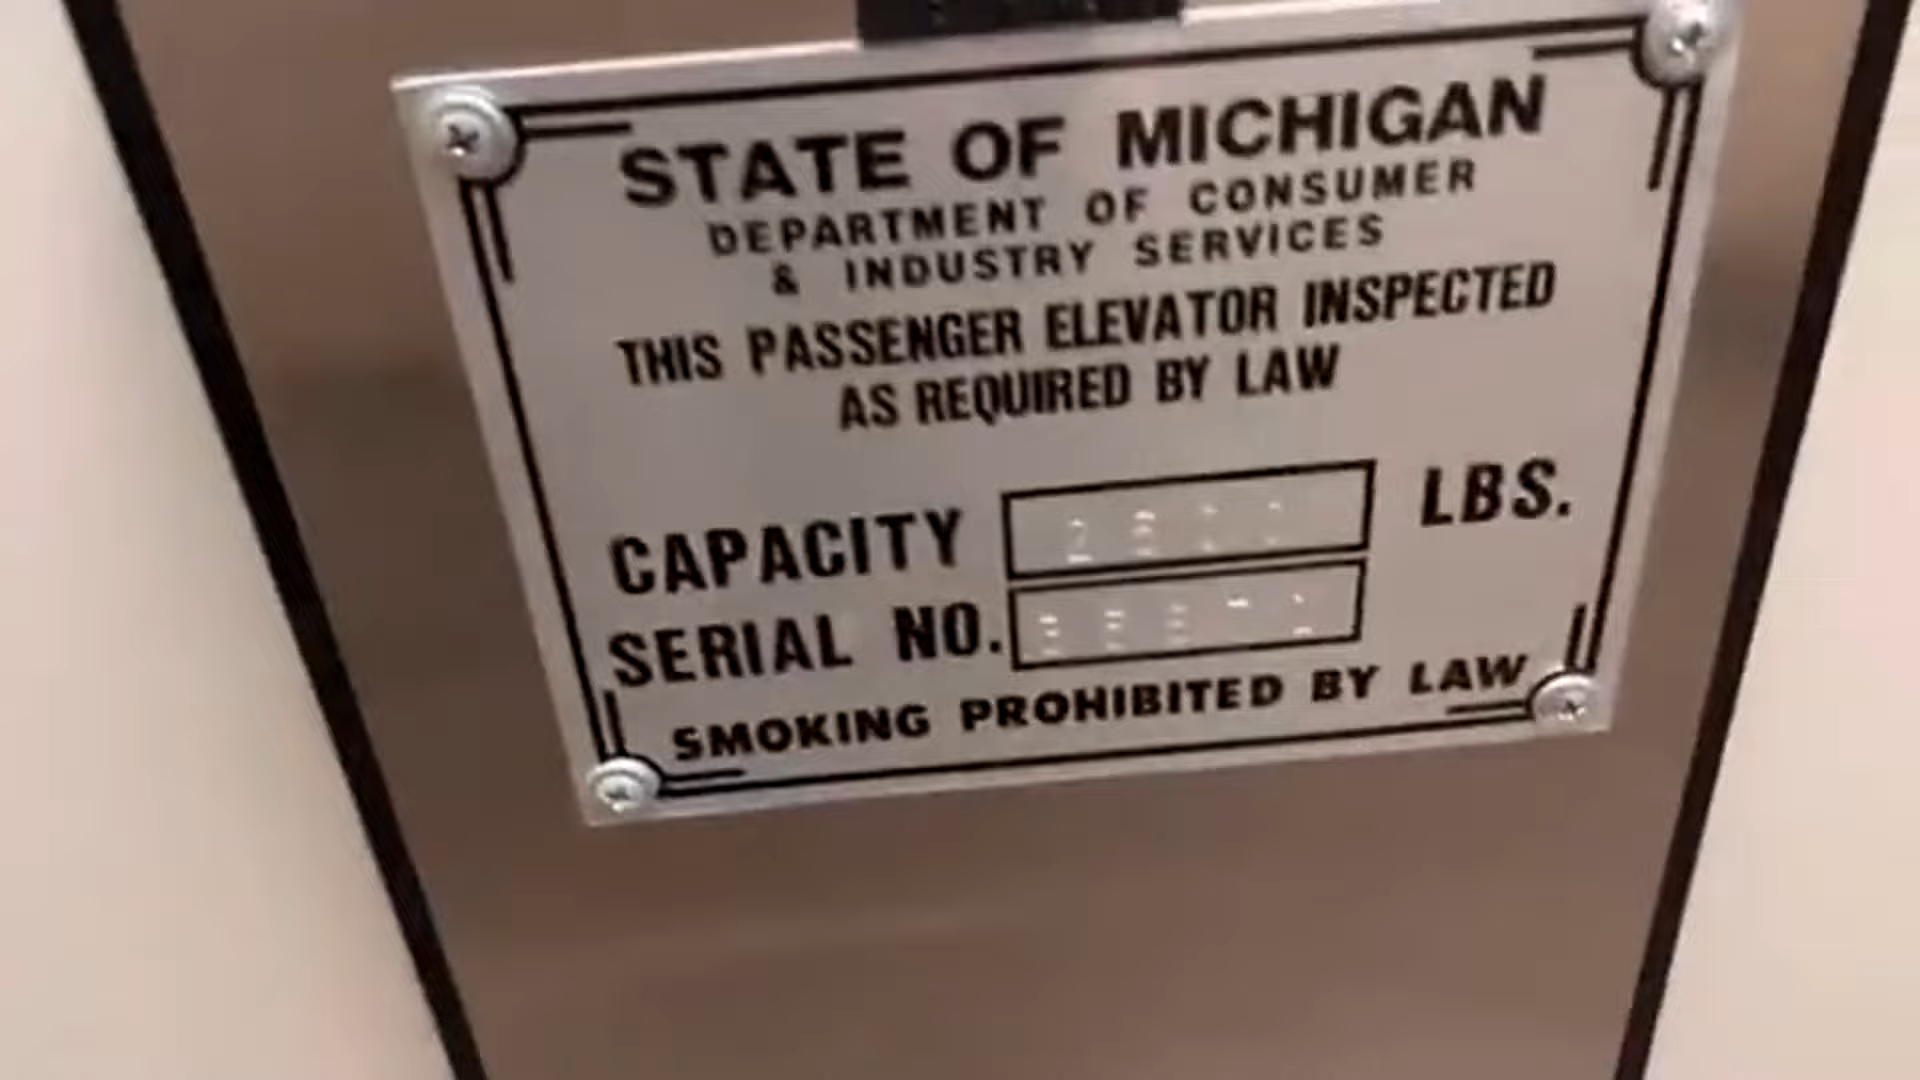 STATE OF MICHIGAN
DEPARTMENT OF CONSUMER
& INDUSTRY SERVICES
THIS PASSENGER ELEVATOR INSPECTED
AS REQUIRED BY LAW
CAPACITY LBS.
SERIAL NO.
SMOKING PROHIBITED BY LAW